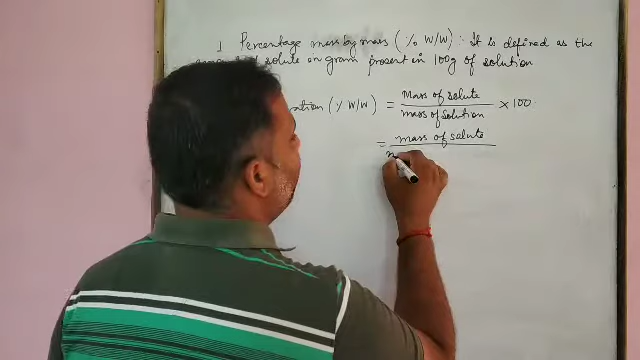 1 Percentage mass by mass (% W/W) : It is defined as the
of solute in gram present in 100g of solution
(% W/W) = Mass of solute / mass of solution × 100
= mass of solute